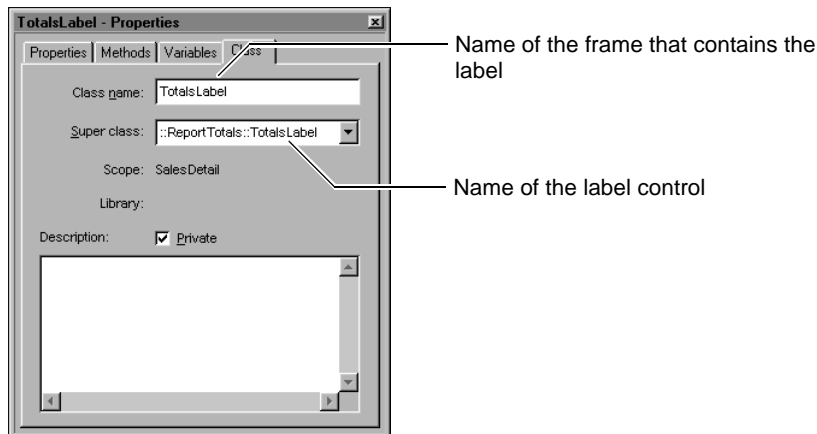 TotalsLabel - Properties
Properties Methods Variables Class
Name of the frame that contains the
label
Class name: TotalsLabel
Super class: ::ReportTotals::TotalsLabel
Name of the label control
Scope: SalesDetail
Library:
Description: Private